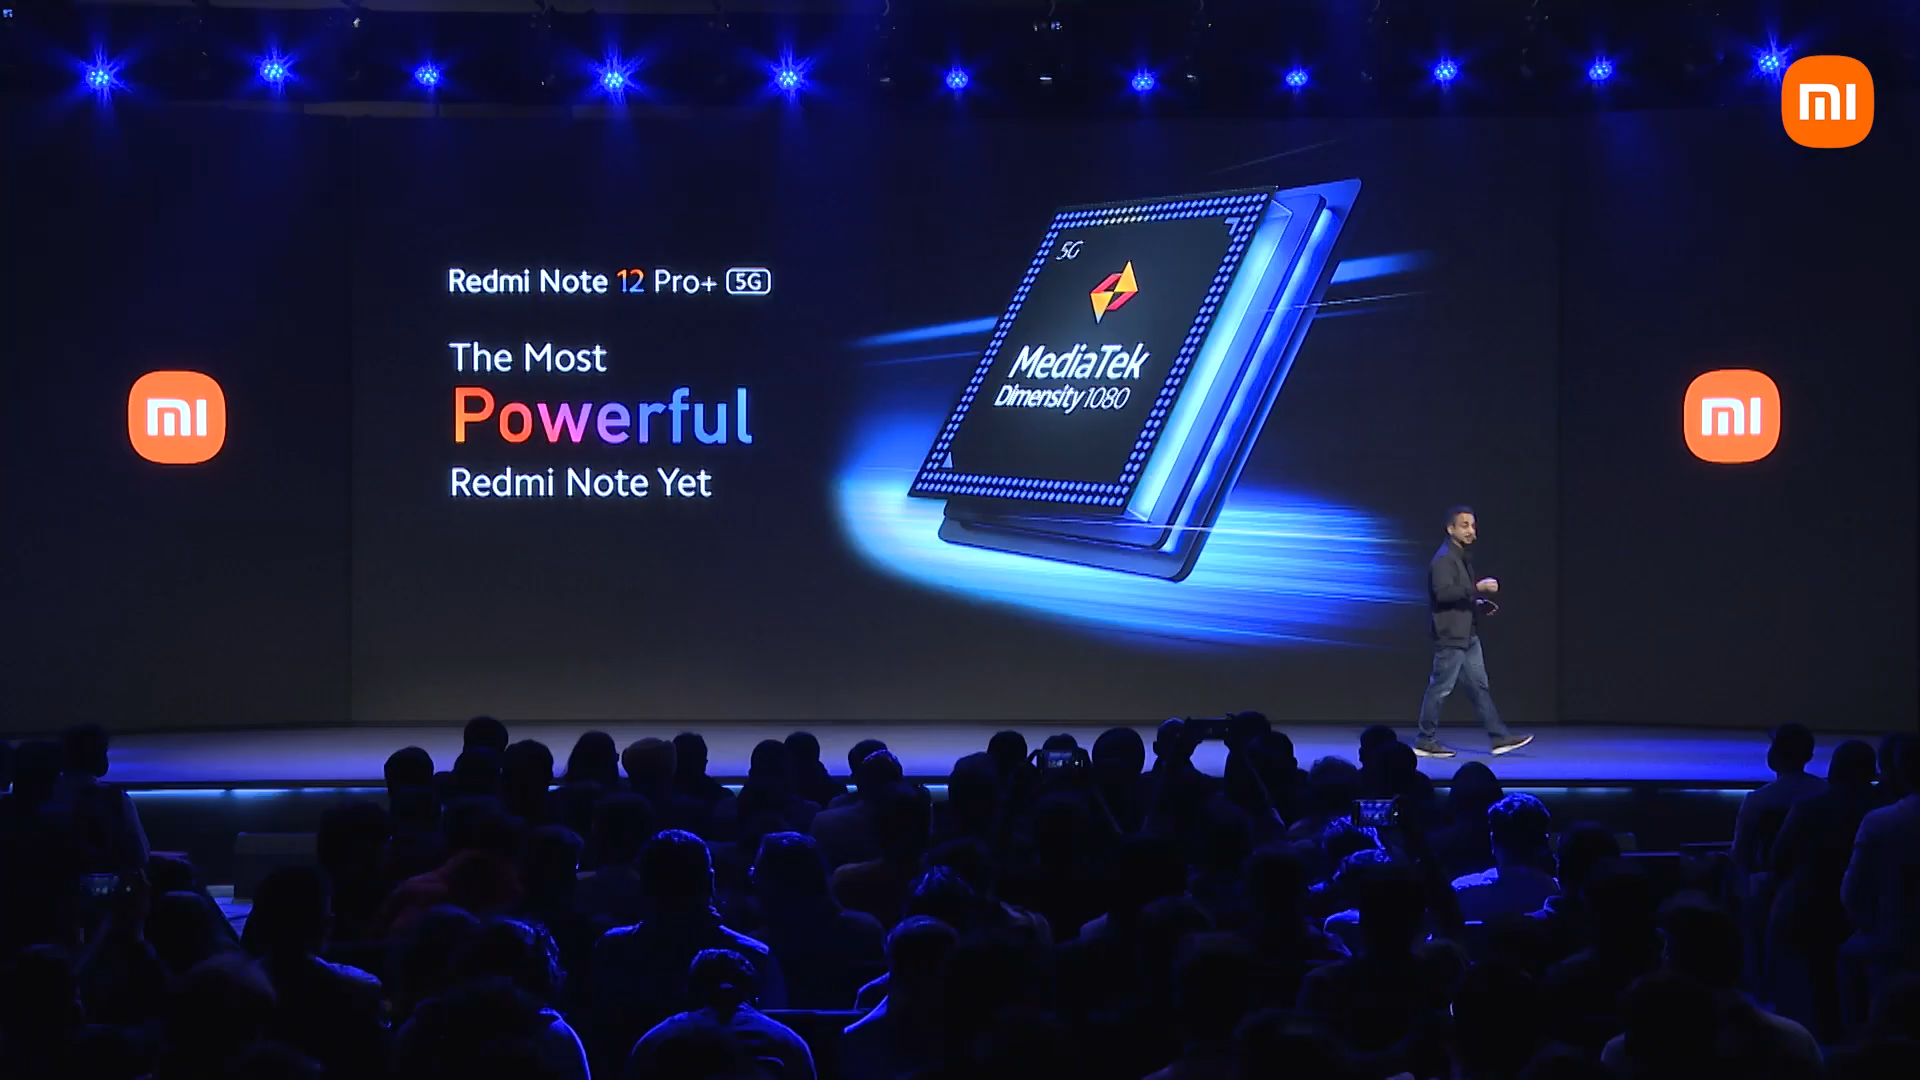 mi
Redmi Note 12 Pro+ 5G
The Most
Powerful
Redmi Note Yet
5G
MediaTek
Dimensity 1080
mi
mi